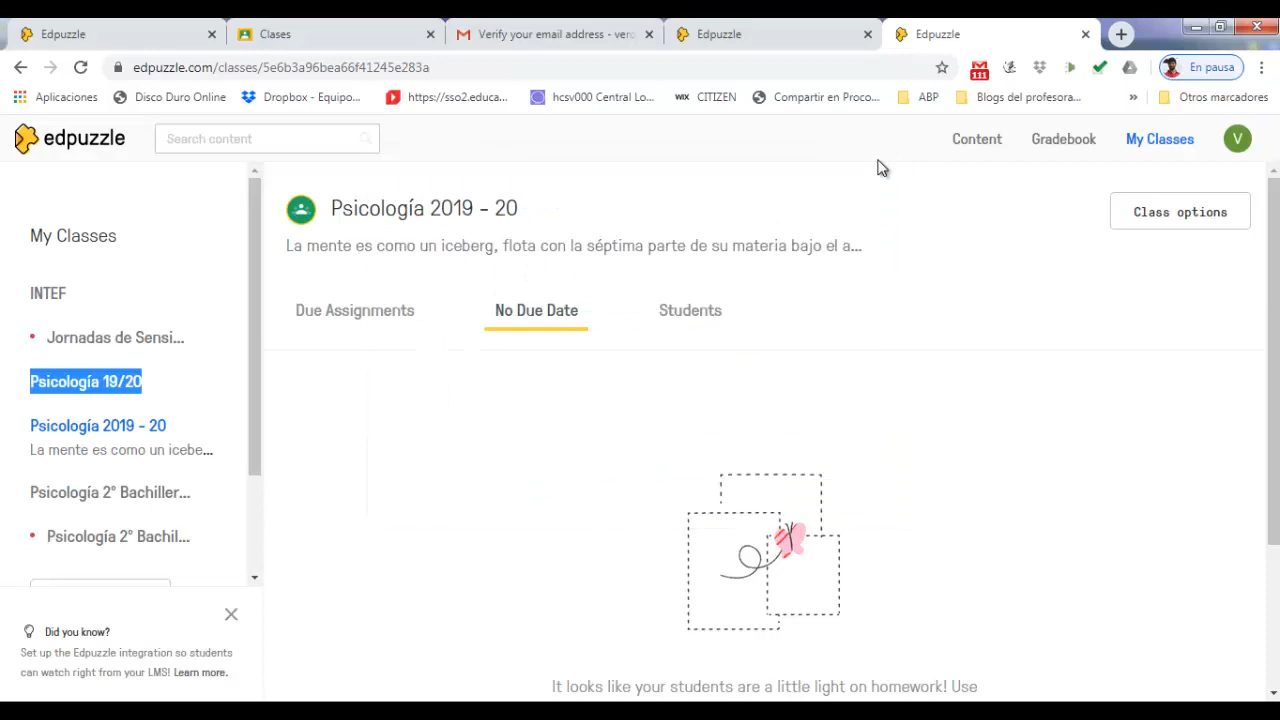 Edpuzzle
Clases
Verify your email address - verc
Edpuzzle
Edpuzzle
edpuzzle.com/classes/5e6b3a96bea66f41245e283a
111
En pausa
Aplicaciones
Disco Duro Online
Dropbox - Equipo...
https://sso2.educa...
hcsv000 Central Lo...
WIX CITIZEN
Compartir en Proco...
ABP
Blogs del profesora...
»
Otros marcadores
edpuzzle
Search content
Content
Gradebook
My Classes
V
My Classes
INTEF
Jornadas de Sensi...
Psicología 19/20
Psicología 2019 - 20
La mente es como un icebe...
Psicología 2º Bachiller...
Psicología 2º Bachil...
Did you know?
Set up the Edpuzzle integration so students
can watch right from your LMS! Learn more.
Psicología 2019 - 20
Class options
La mente es como un iceberg, flota con la séptima parte de su materia bajo el a...
Due Assignments
No Due Date
Students
It looks like your students are a little light on homework! Use